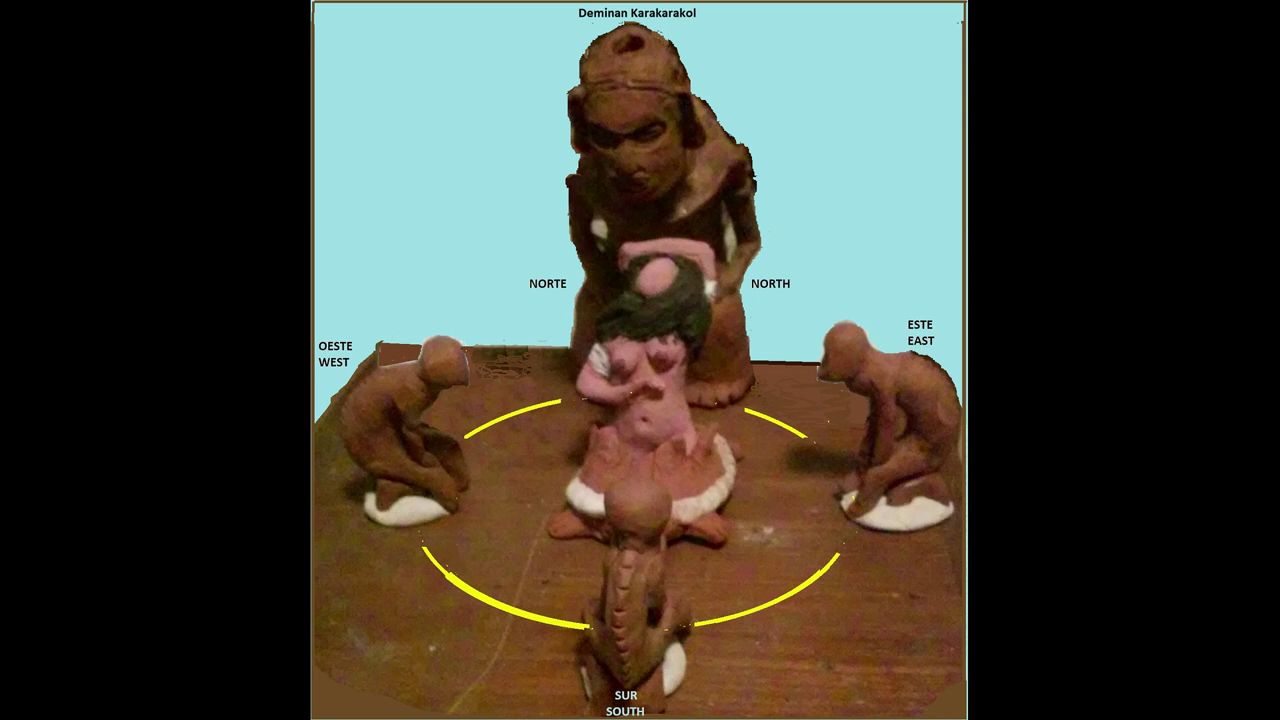 Deminan Karakarakol
NORTE
NORTH
OESTE
WEST
ESTE
EAST
SUR
SOUTH